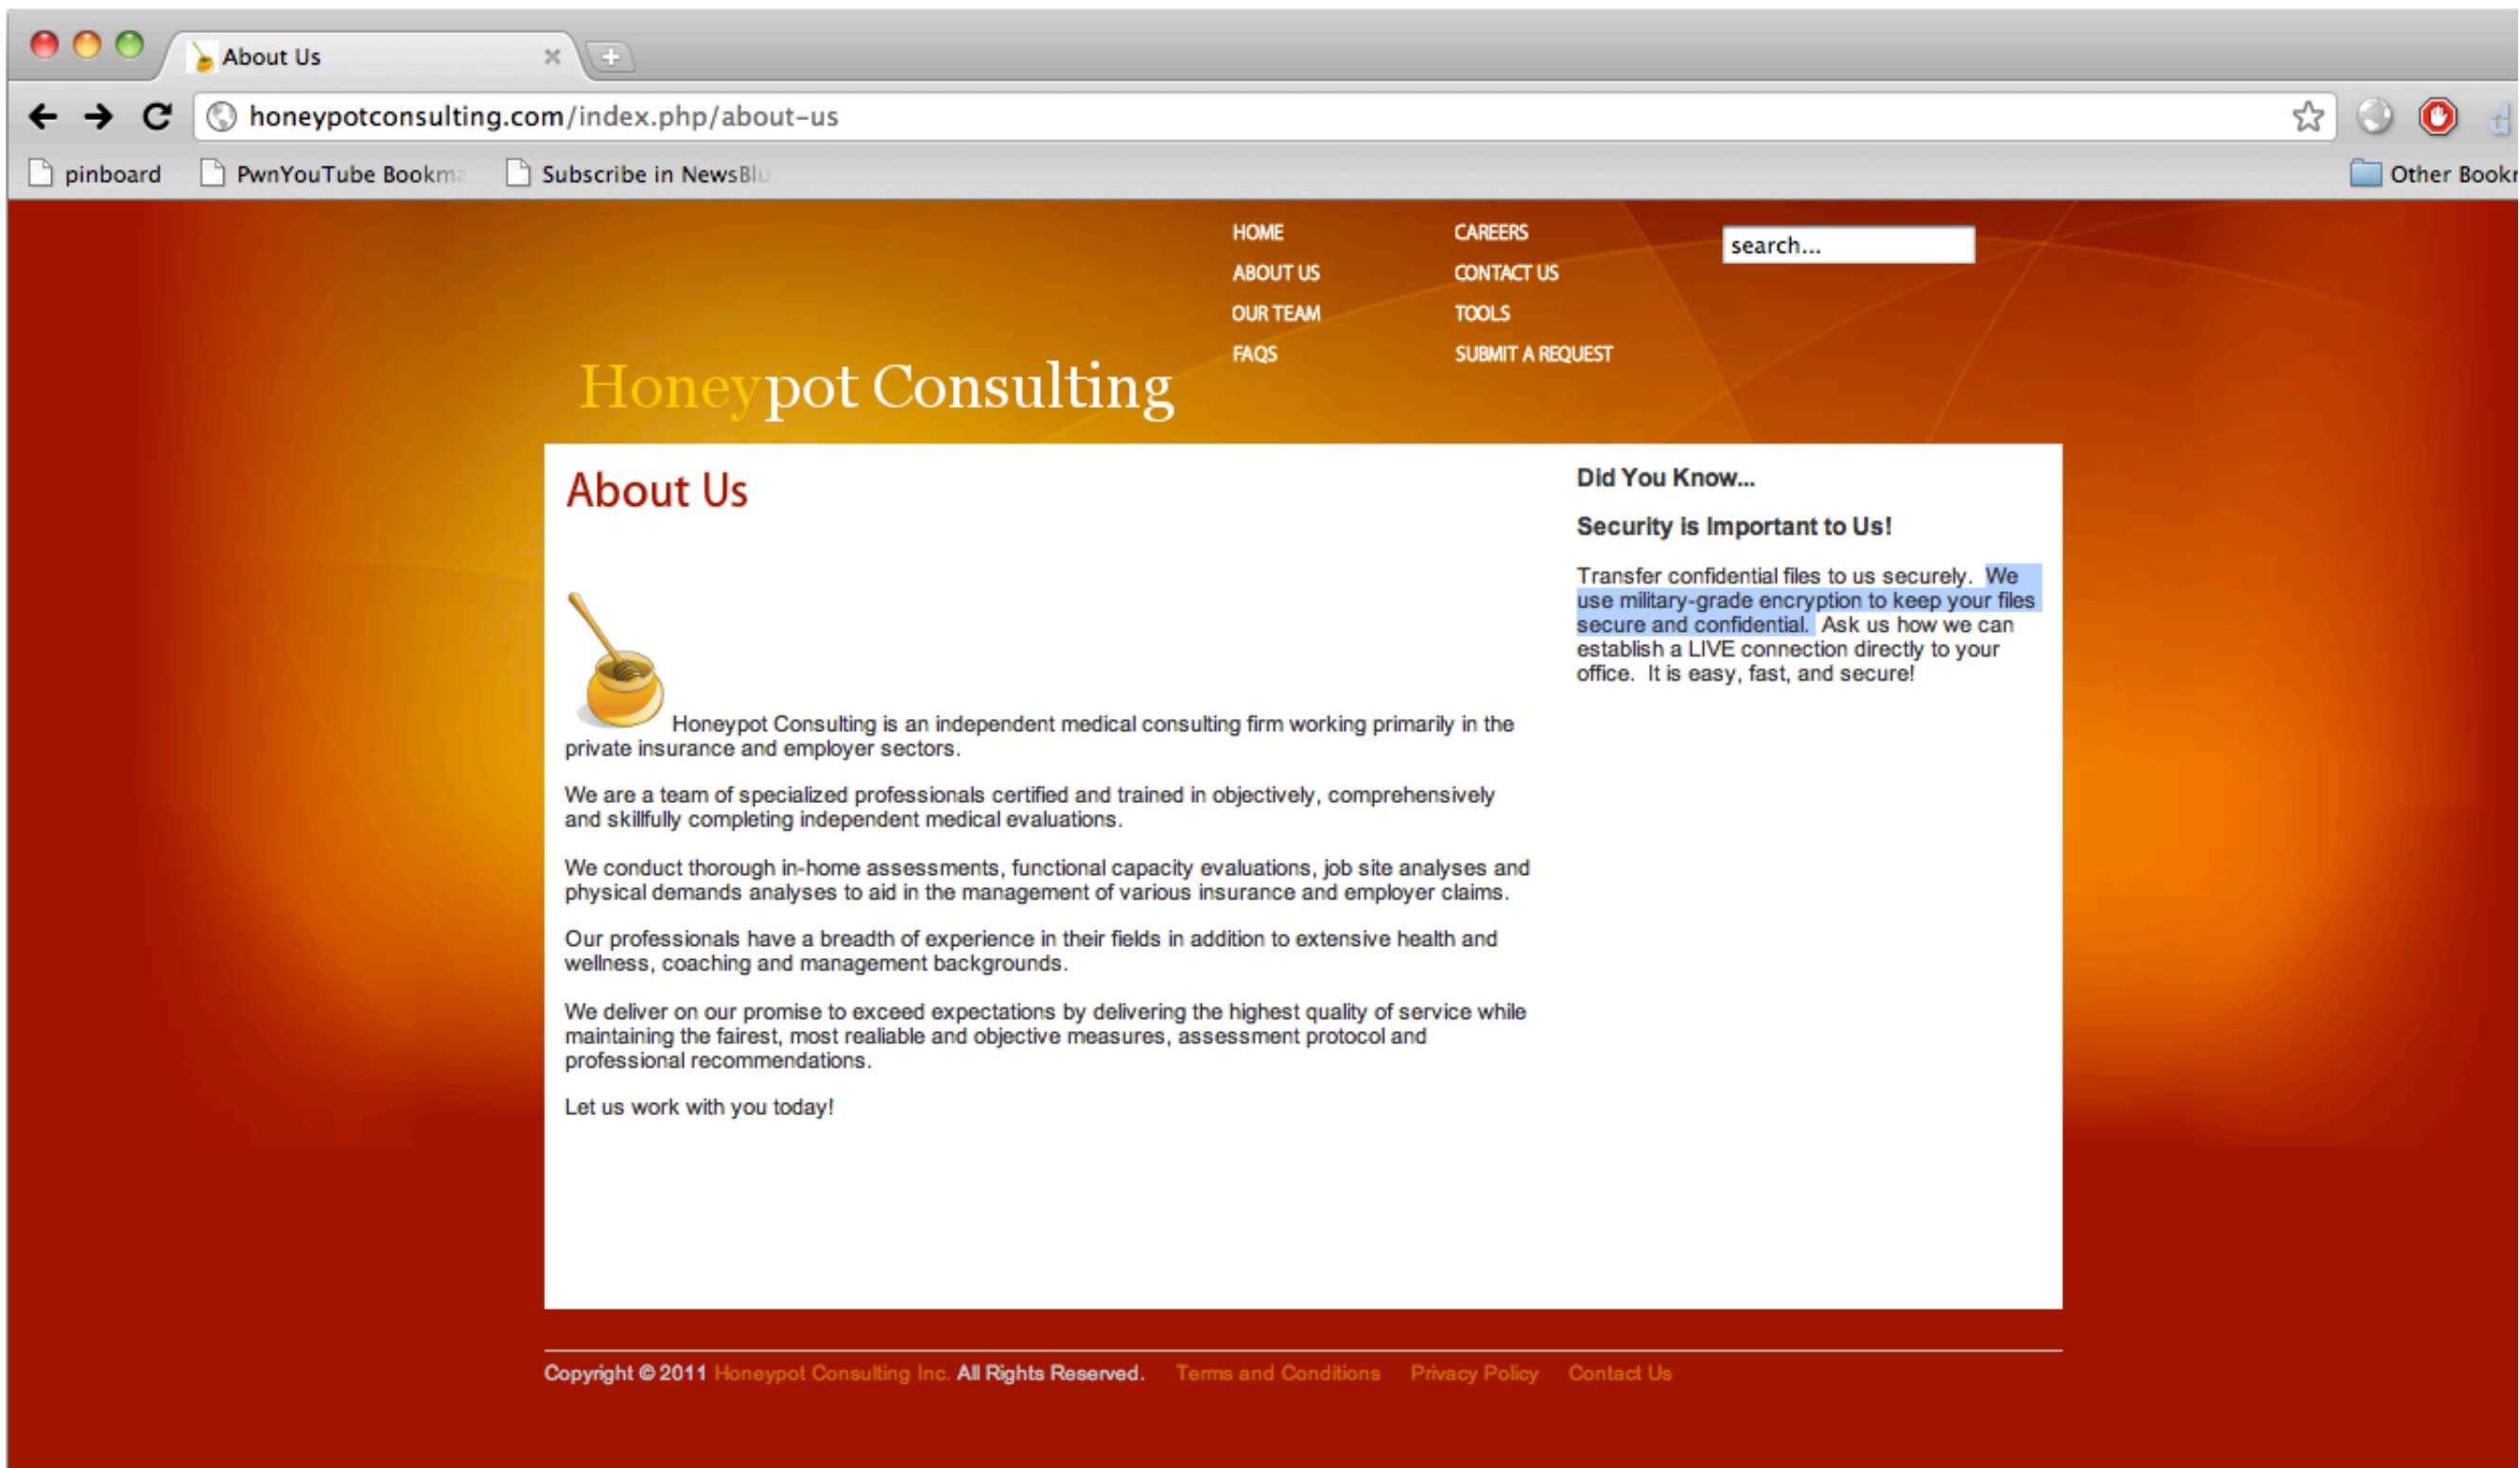 About Us
honeypotconsulting.com/index.php/about-us
pinboard
PwnYouTube Bookma
Subscribe in NewsBlu
Other Bookr
HOME
ABOUT US
OUR TEAM
FAQS
CAREERS
CONTACT US
TOOLS
SUBMIT A REQUEST
search...
Honeypot Consulting
About Us
Honeypot Consulting is an independent medical consulting firm working primarily in the
private insurance and employer sectors.
We are a team of specialized professionals certified and trained in objectively, comprehensively
and skillfully completing independent medical evaluations.
We conduct thorough in-home assessments, functional capacity evaluations, job site analyses and
physical demands analyses to aid in the management of various insurance and employer claims.
Our professionals have a breadth of experience in their fields in addition to extensive health and
wellness, coaching and management backgrounds.
We deliver on our promise to exceed expectations by delivering the highest quality of service while
maintaining the fairest, most realiable and objective measures, assessment protocol and
professional recommendations.
Let us work with you today!
Did You Know...
Security is Important to Us!
Transfer confidential files to us securely. We
use military-grade encryption to keep your files
secure and confidential. Ask us how we can
establish a LIVE connection directly to your
office. It is easy, fast, and secure!
Copyright © 2011 Honeypot Consulting Inc. All Rights Reserved. Terms and Conditions Privacy Policy Contact Us